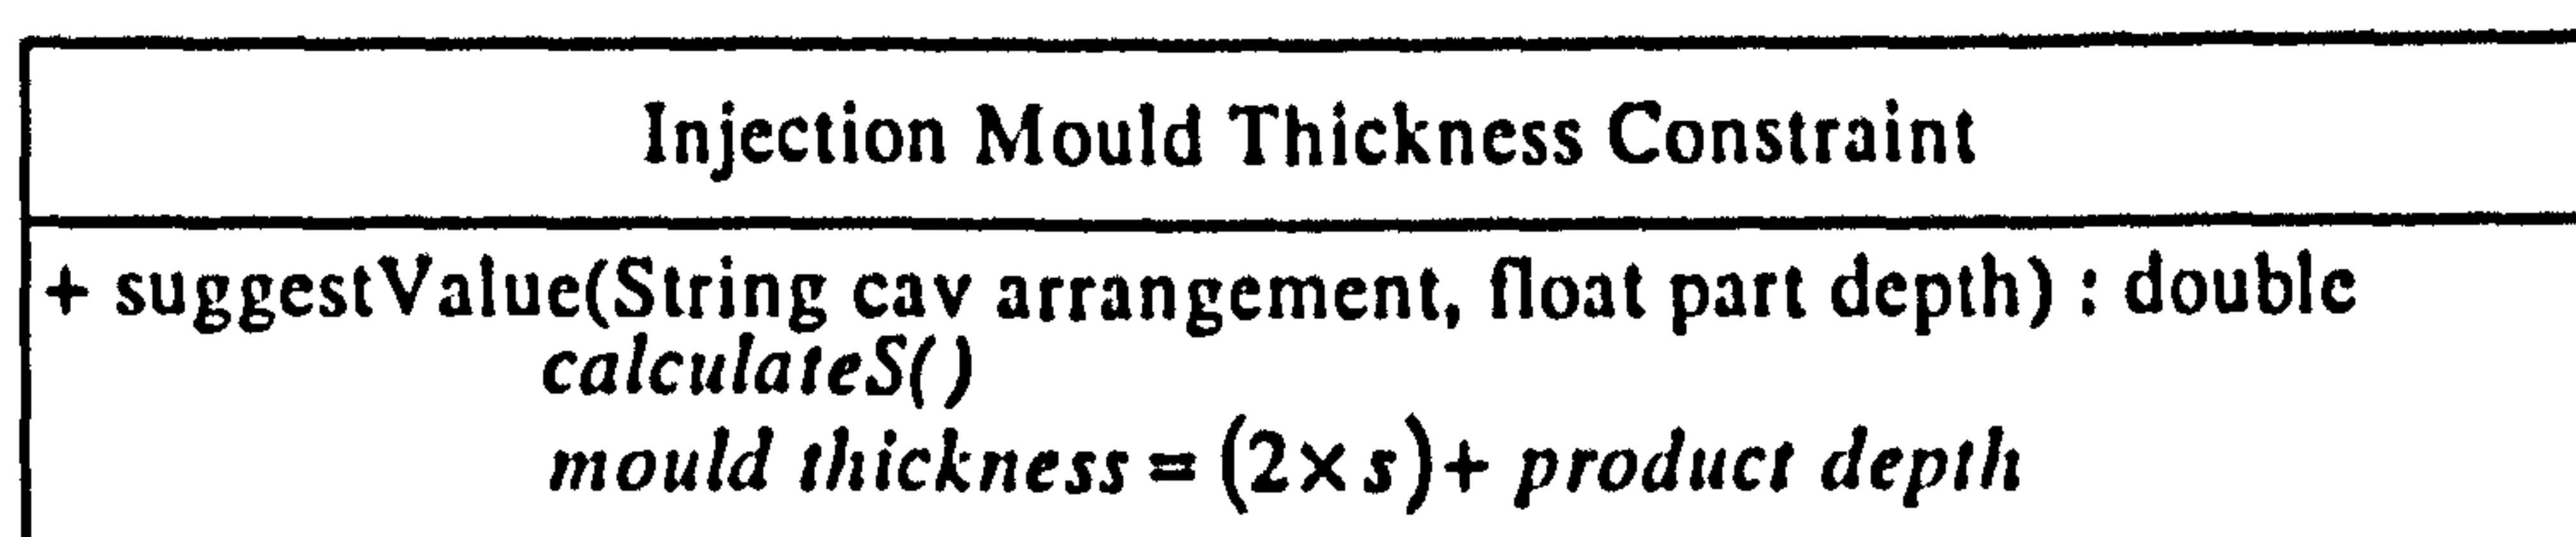 Injection Mould Thickness Constraint
+ suggestValue(String cav arrangement, float part depth) : double
calculateS()
mould thickness = (2 × s) + product depth